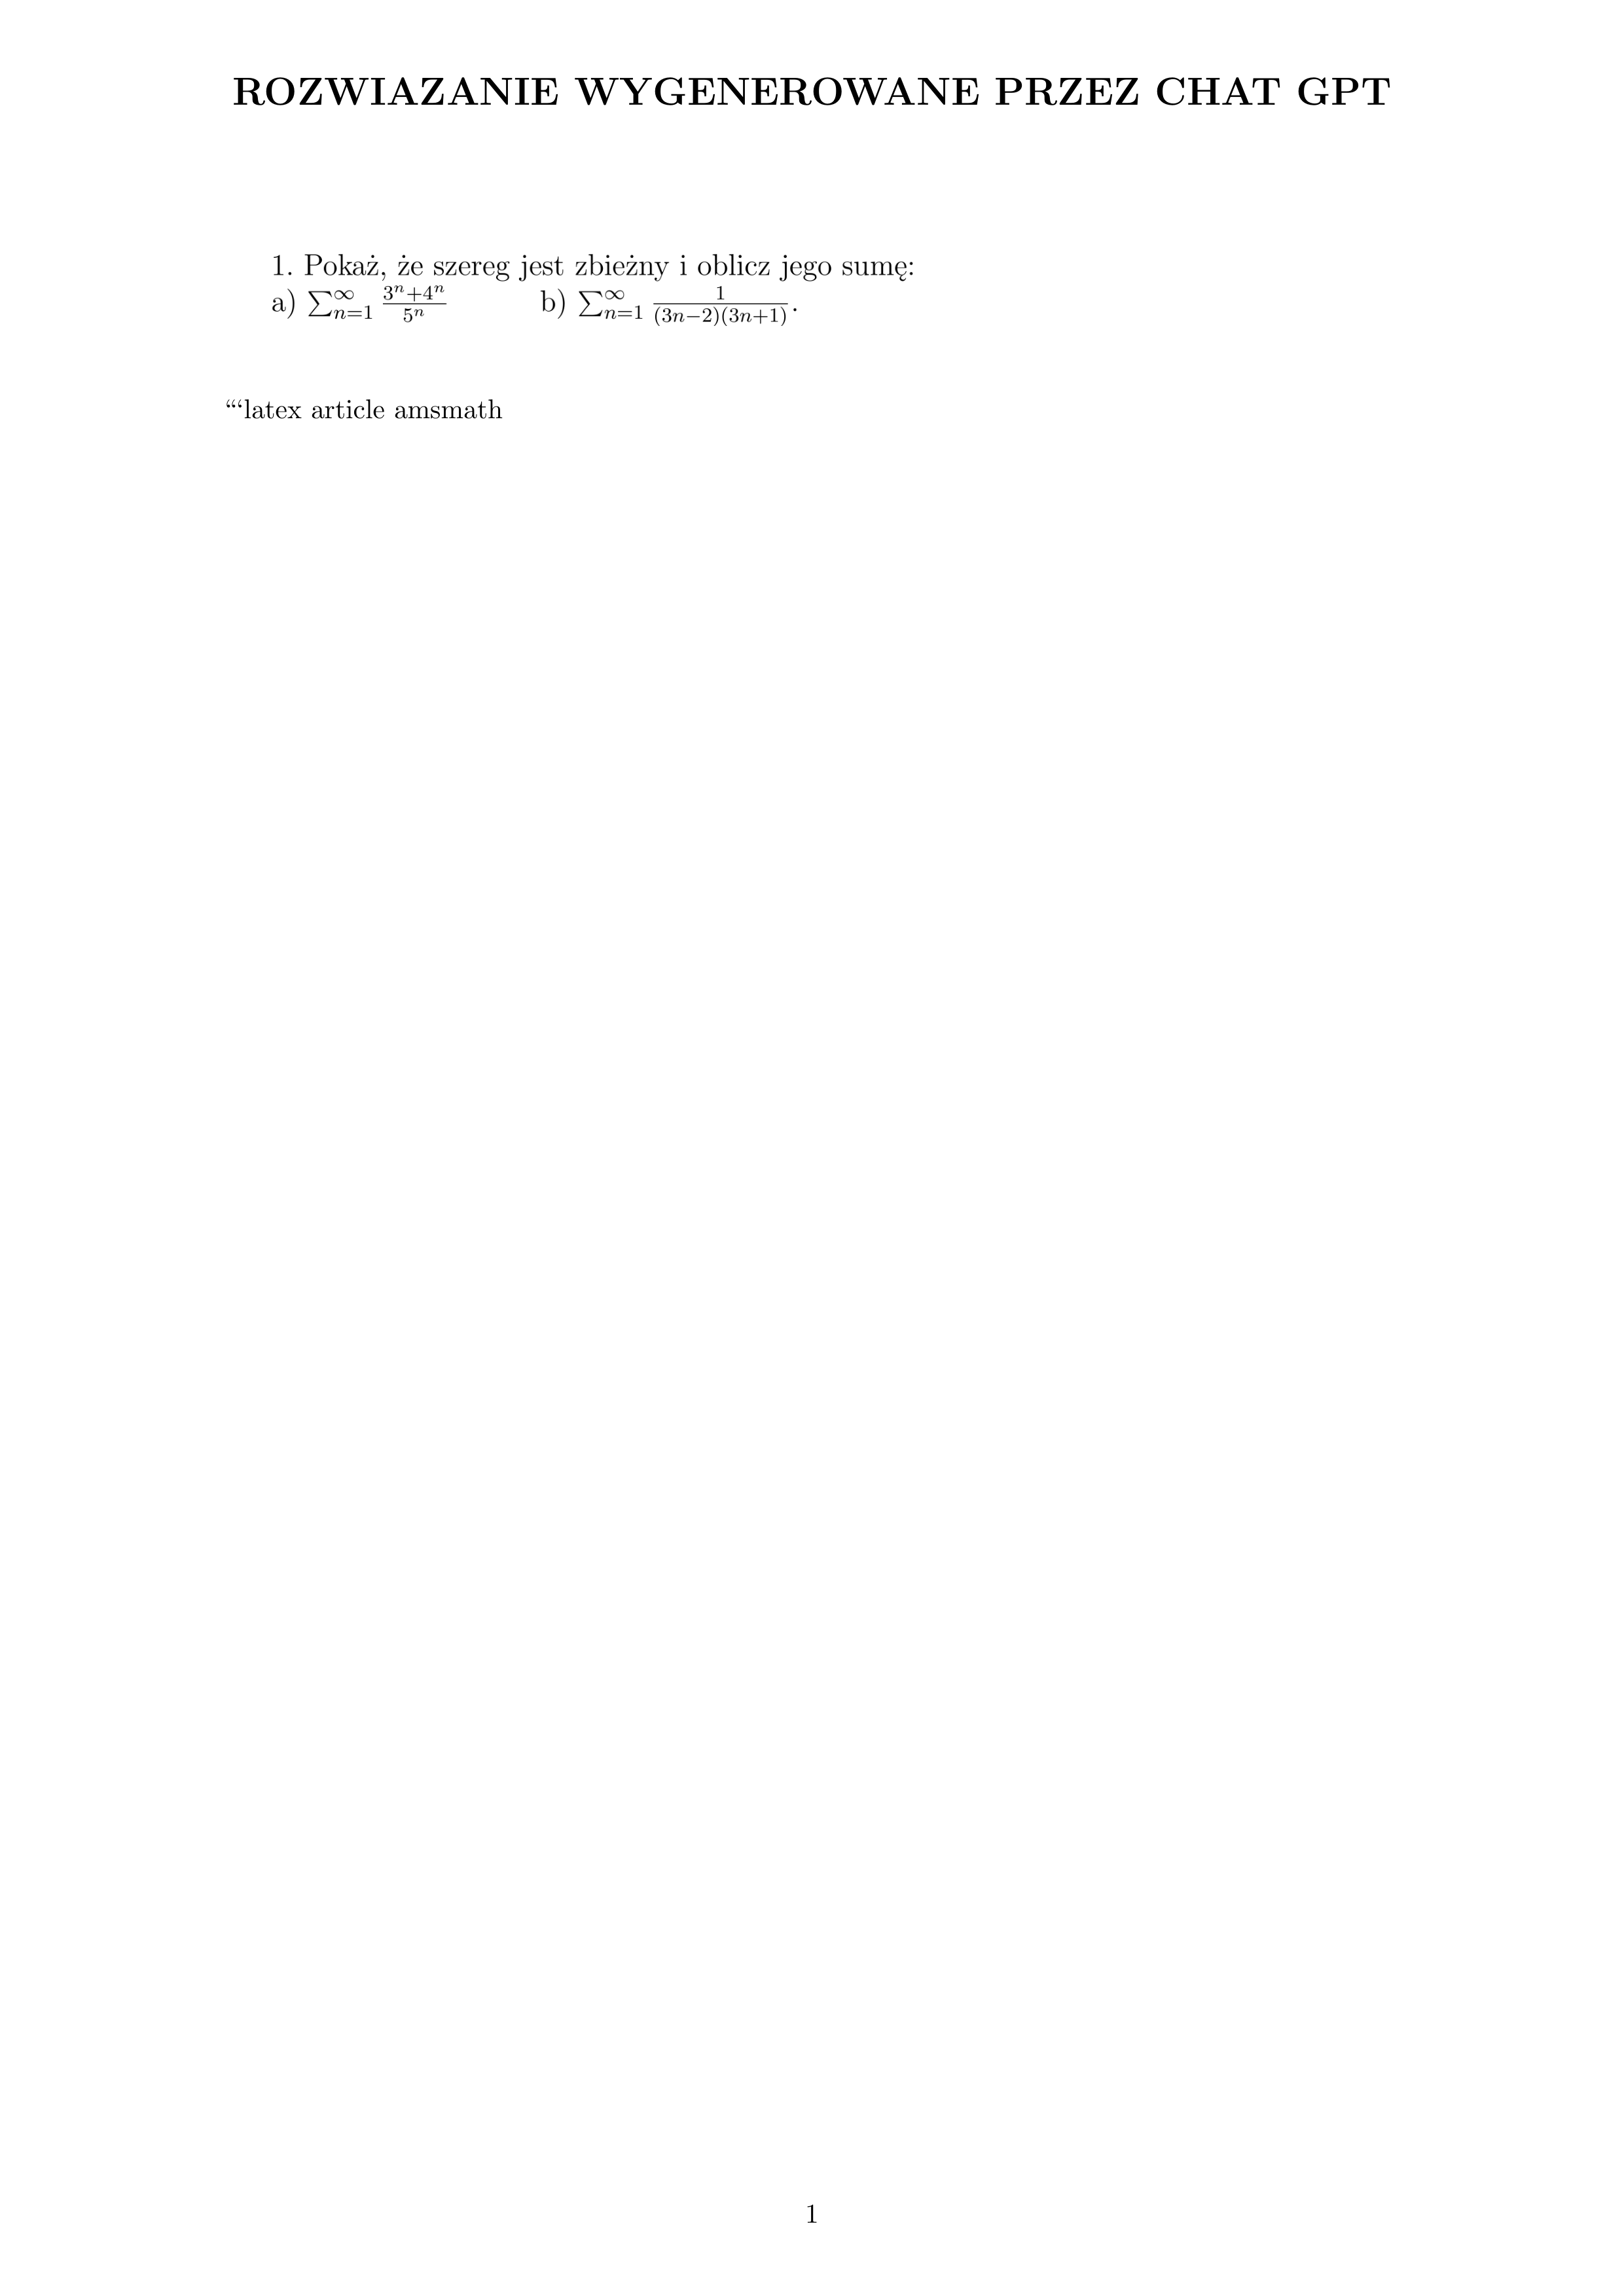 ROZWIAZANIE WYGENEROWANE PRZEZ CHAT GPT
1. Pokaż, że szereg jest zbieżny i oblicz jego sumę:
a) $\sum_{n=1}^{\infty} \frac{3^n+4^n}{5^n}$ b) $\sum_{n=1}^{\infty} \frac{1}{(3n-2)(3n+1)}$.
“‘latex article amsmath
1